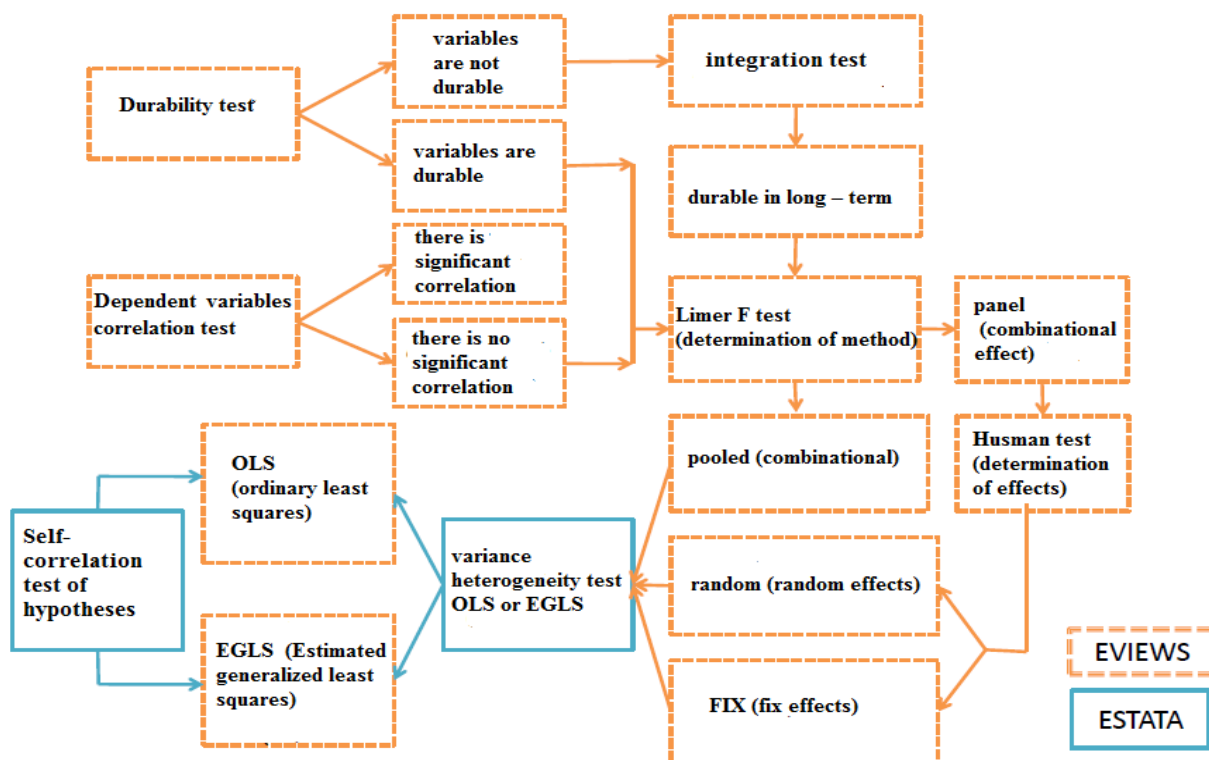 variables
are not
durable
integration test
Durability test
variables are
durable
durable in long – term
there is
significant
correlation
Dependent variables
correlation test
Limer F test
(determination of method)
panel
(combinational
effect)
there is no
significant
correlation
pooled (combinational)
Husman test
(determination
of effects)
OLS
(ordinary least
squares)
Self-
correlation
test of
hypotheses
variance
heterogeneity test
OLS or EGLS
random (random effects)
EGLS (Estimated
generalized least
squares)
FIX (fix effects)
EVIEWS
ESTATA